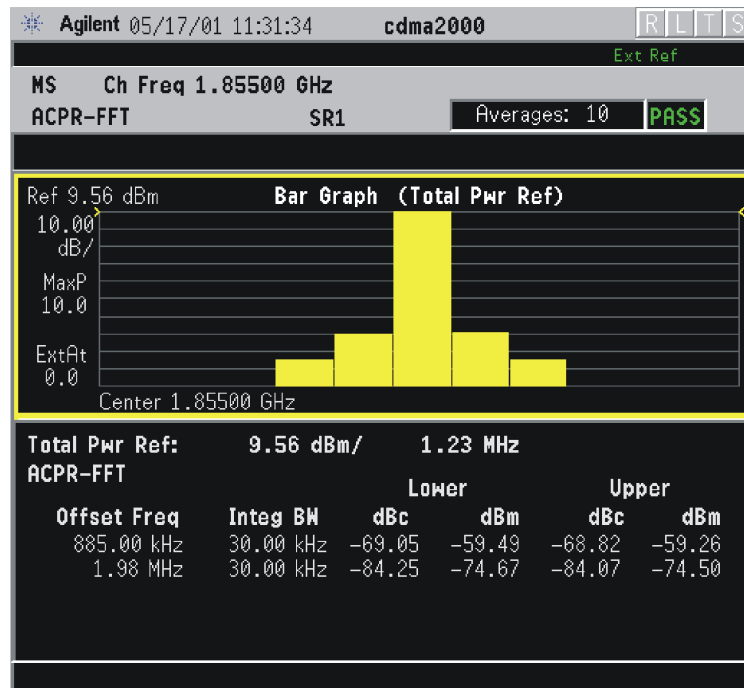 Agilent 05/17/01 11:31:34 cdma2000 R L T S
Ext Ref
MS Ch Freq 1.85500 GHz
ACPR-FFT SR1 Averages: 10 PASS
Ref 9.56 dBm Bar Graph (Total Pwr Ref)
10.00
dB/
MaxP
10.0
ExtAt
0.0
Center 1.85500 GHz
Total Pwr Ref: 9.56 dBm/ 1.23 MHz
ACPR-FFT
Lower Upper
Offset Freq Integ BW dBc dBm dBc dBm
885.00 kHz 30.00 kHz -69.05 -59.49 -68.82 -59.26
1.98 MHz 30.00 kHz -84.25 -74.67 -84.07 -74.50